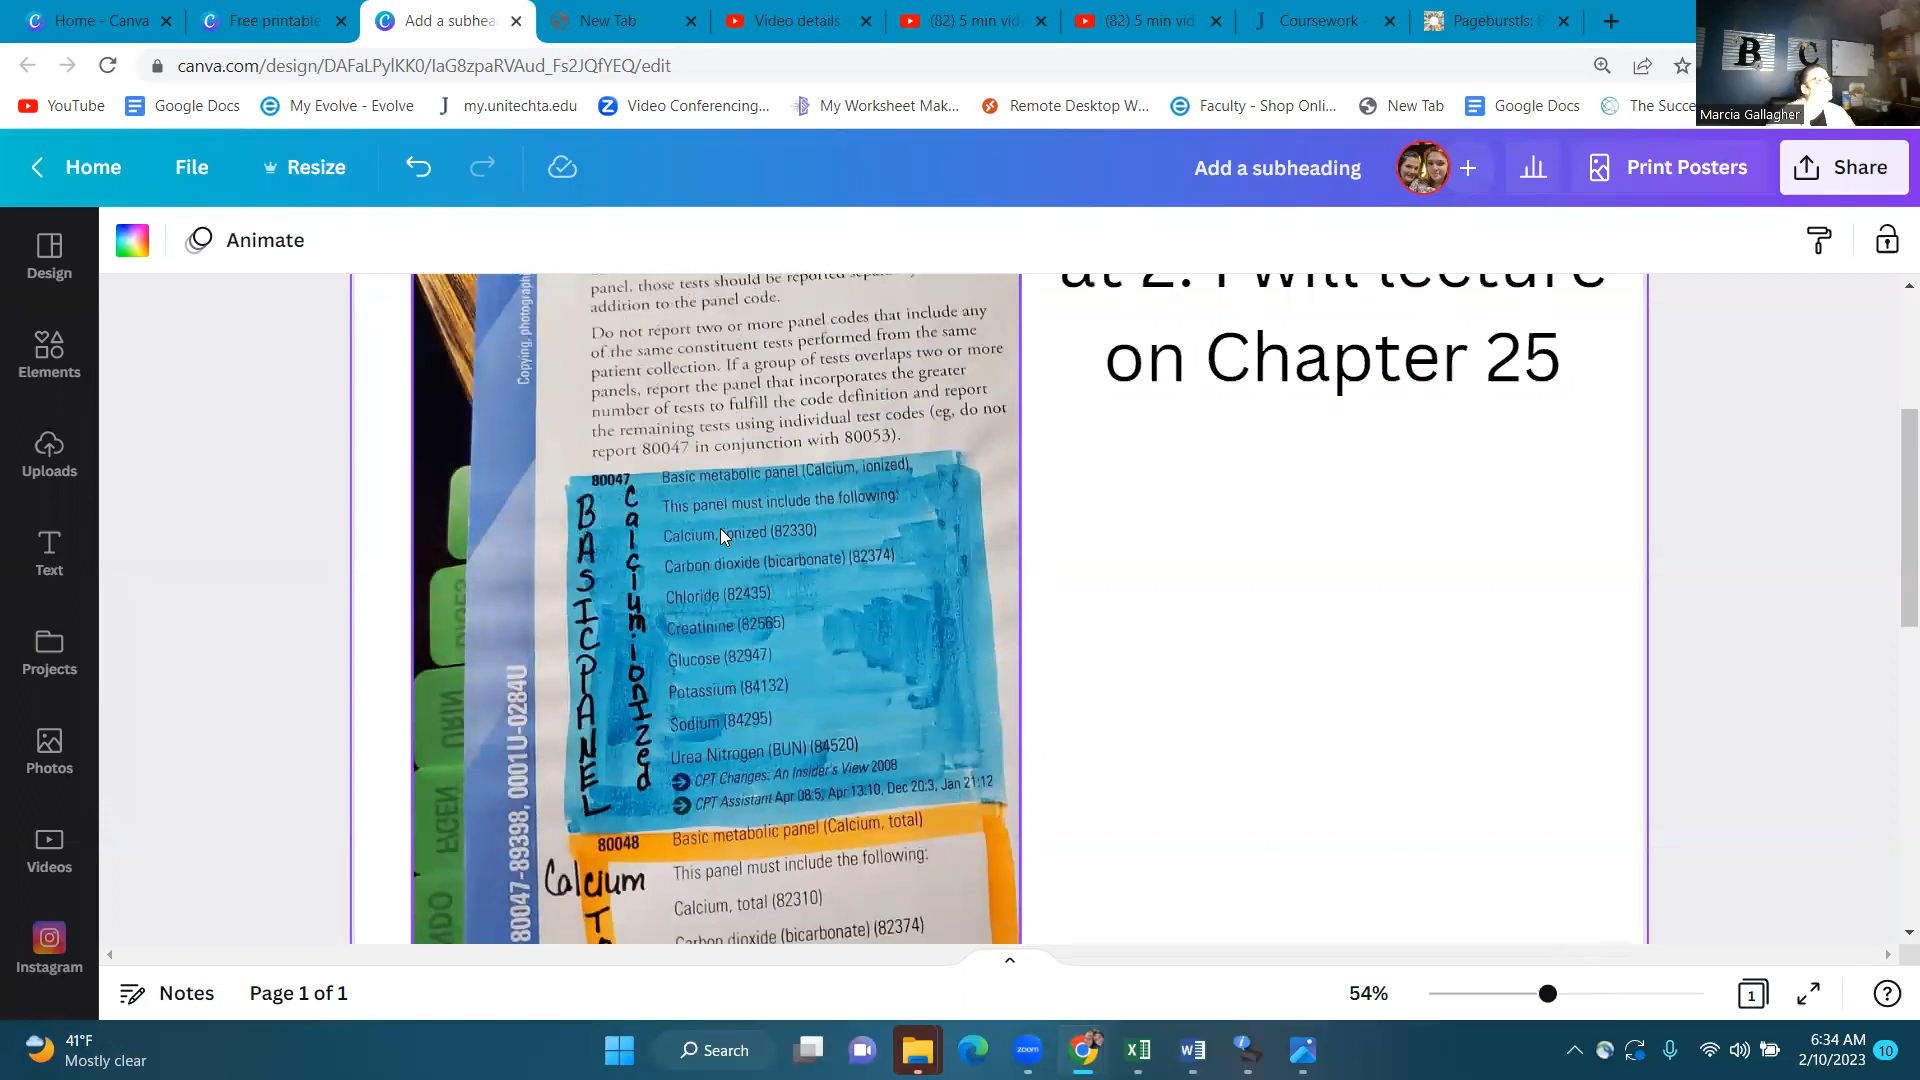 Home - Canva
Free printable
Add a subhea
New Tab
Video details
(82) 5 min vid
(82) 5 min vid
Coursework -
Pageburstls: B
canva.com/design/DAFaLPylKK0/IaG8zpaRVAud_Fs2JQfYEQ/edit
YouTube
Google Docs
My Evolve - Evolve
my.unitechta.edu
Video Conferencing...
My Worksheet Mak...
Remote Desktop W...
Faculty - Shop Onli...
New Tab
Google Docs
The Succe
B C
Marcia Gallagher
Home
File
Resize
Add a subheading
Print Posters
Share
Animate
Design
Elements
Uploads
Text
Projects
Photos
Videos
Instagram
Copying, photograph
80047-89398, 0001U-0284U
panel, those tests should be reported separ
addition to the panel code.
Do not report two or more panel codes that include any
of the same constituent tests performed from the same
patient collection. If a group of tests overlaps two or more
panels, report the panel that incorporates the greater
number of tests to fulfill the code definition and report
the remaining tests using individual test codes (eg, do not
report 80047 in conjunction with 80053).
80047 Basic metabolic panel (Calcium, ionized)
This panel must include the following:
Calcium, ionized (82330)
Carbon dioxide (bicarbonate) (82374)
Chloride (82435)
Creatinine (82565)
Glucose (82947)
Potassium (84132)
Sodium (84295)
Urea Nitrogen (BUN) (84520)
CPT Changes: An Insider's View 2008
CPT Assistant Apr 08:5, Apr 13:10, Dec 20:3, Jan 21:12
BASIC PANEL
Calcium. ionized
80048 Basic metabolic panel (Calcium, total)
This panel must include the following:
Calcium
Calcium, total (82310)
Carbon dioxide (bicarbonate) (82374)
at 2. I will lecture
on Chapter 25
Notes
Page 1 of 1
54%
1
41°F
Mostly clear
Search
zoom
6:34 AM
2/10/2023
10